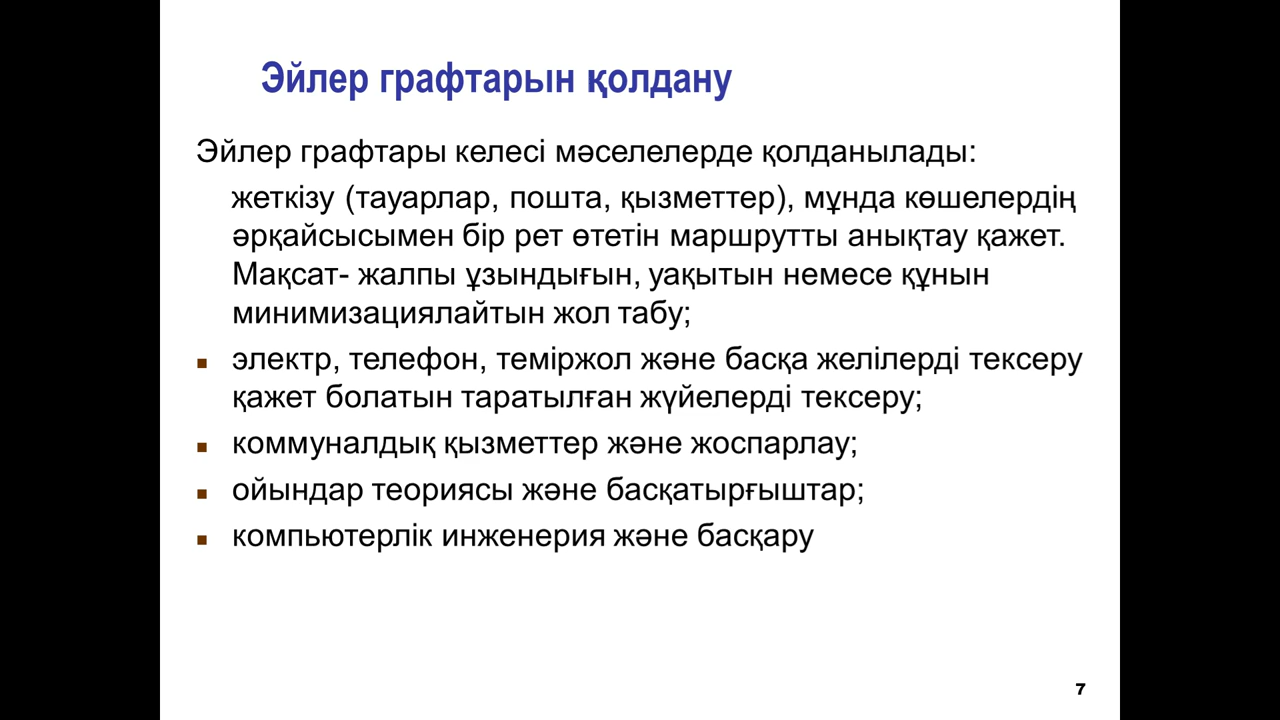 Эйлер графтарын қолдану
Эйлер графтары келесі мәселелерде қолданылады:
жеткізу (тауарлар, пошта, қызметтер), мұнда көшелердің
әрқайсысымен бір рет өтетін маршрутты анықтау қажет.
Мақсат- жалпы ұзындығын, уақытын немесе құнын
минимизациялайтын жол табу;
электр, телефон, теміржол және басқа желілерді тексеру
қажет болатын таратылған жүйелерді тексеру;
коммуналдық қызметтер және жоспарлау;
ойындар теориясы және басқатырғыштар;
компьютерлік инженерия және басқару
7